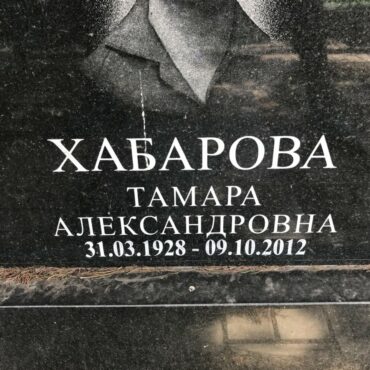 ХАБАРОВА
ТАМАРА
АЛЕКСАНДРОВНА
31.03.1928 - 09.10.2012